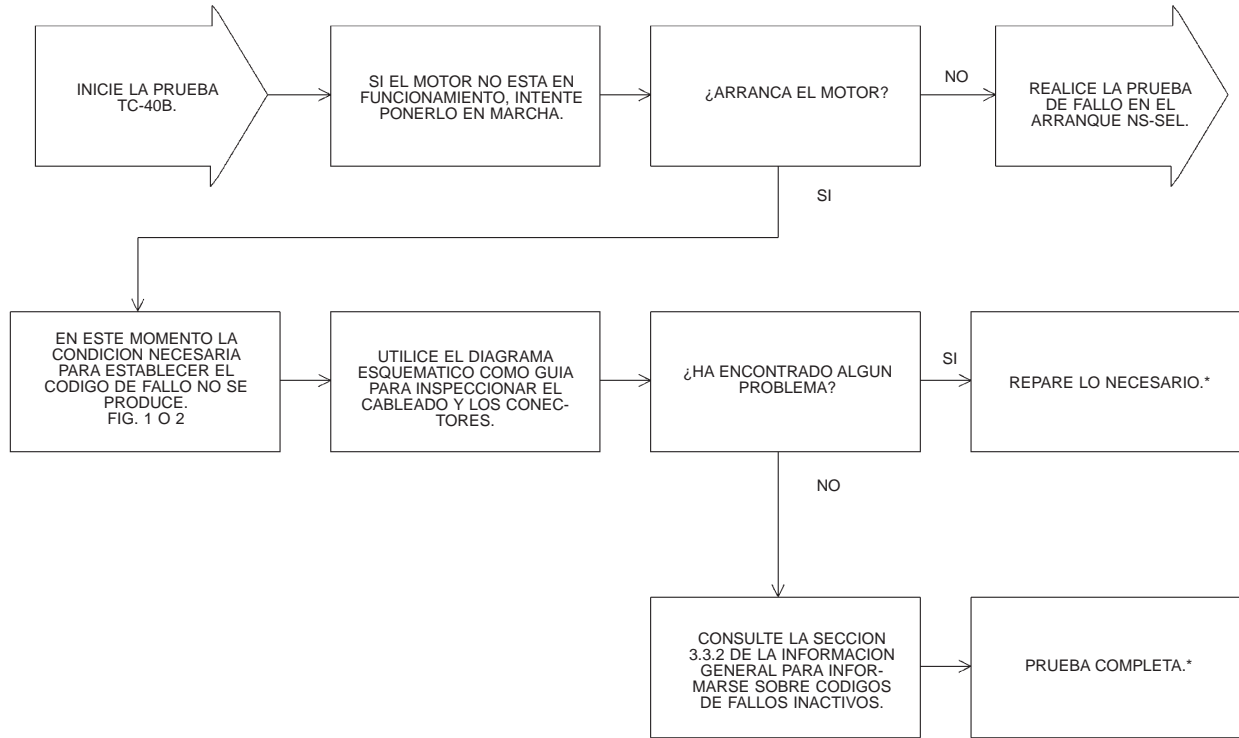 INICIE LA PRUEBA
TC-40B.
SI EL MOTOR NO ESTA EN
FUNCIONAMIENTO, INTENTE
PONERLO EN MARCHA.
¿ARRANCA EL MOTOR?
NO
REALICE LA PRUEBA
DE FALLO EN EL
ARRANQUE NS-SEL.
SI
EN ESTE MOMENTO LA
CONDICION NECESARIA
PARA ESTABLECER EL
CODIGO DE FALLO NO SE
PRODUCE.
FIG. 1 O 2
UTILICE EL DIAGRAMA
ESQUEMATICO COMO GUIA
PARA INSPECCIONAR EL
CABLEADO Y LOS CONEC-
TORES.
¿HA ENCONTRADO ALGUN
PROBLEMA?
SI
REPARE LO NECESARIO.*
NO
CONSULTE LA SECCION
3.3.2 DE LA INFORMACION
GENERAL PARA INFOR-
MARSE SOBRE CODIGOS
DE FALLOS INACTIVOS.
PRUEBA COMPLETA.*